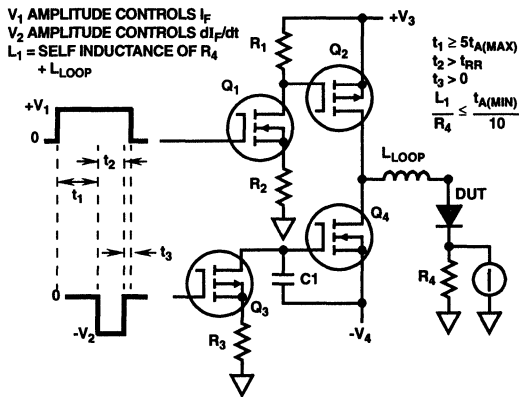 V1 AMPLITUDE CONTROLS IF
V2 AMPLITUDE CONTROLS dIF/dt
L1 = SELF INDUCTANCE OF R4
+ LLOOP
+V3
R1
Q2
t1 ≥ 5tA(MAX)
t2 > tRR
t3 > 0
L1/R4 ≤ tA(MIN)/10
+V1
0
Q1
t2
t1
t3
R2
LLOOP
DUT
Q4
R4
0
-V2
C1
Q3
R3
-V4